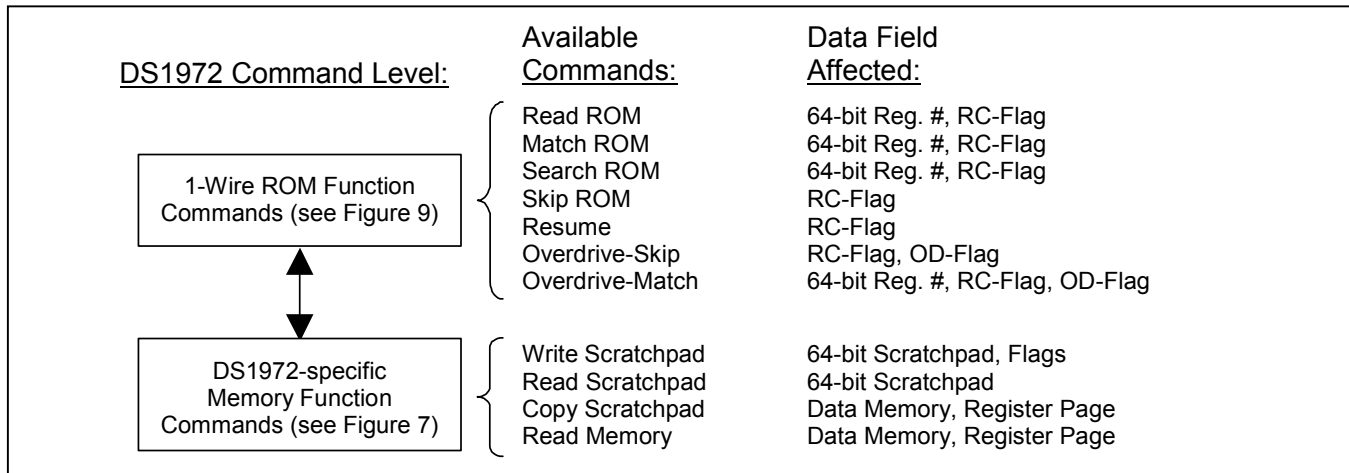 DS1972 Command Level:
Available
Commands:
Data Field
Affected:
1-Wire ROM Function
Commands (see Figure 9)
Read ROM 64-bit Reg. #, RC-Flag
Match ROM 64-bit Reg. #, RC-Flag
Search ROM 64-bit Reg. #, RC-Flag
Skip ROM RC-Flag
Resume RC-Flag
Overdrive-Skip RC-Flag, OD-Flag
Overdrive-Match 64-bit Reg. #, RC-Flag, OD-Flag
DS1972-specific
Memory Function
Commands (see Figure 7)
Write Scratchpad 64-bit Scratchpad, Flags
Read Scratchpad 64-bit Scratchpad
Copy Scratchpad Data Memory, Register Page
Read Memory Data Memory, Register Page